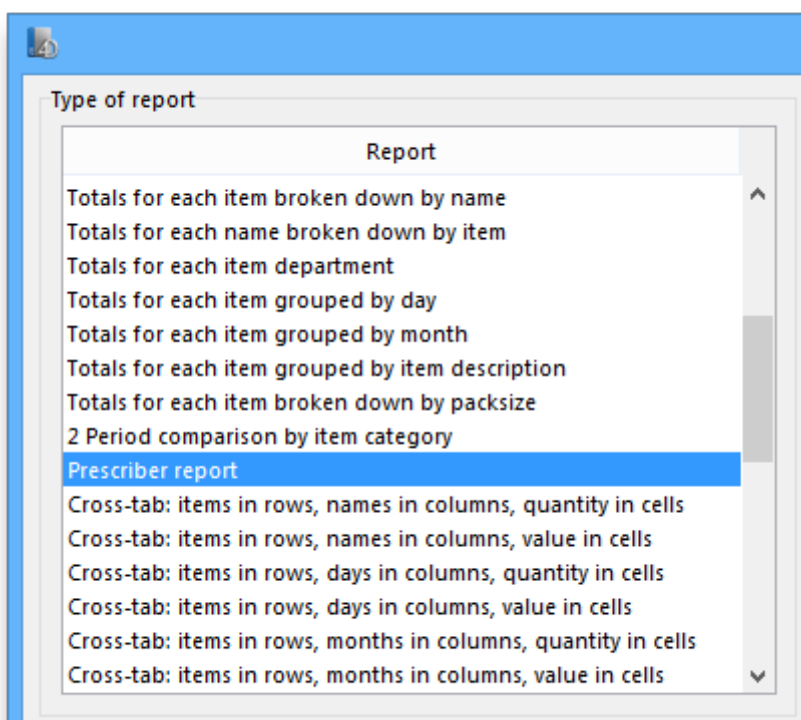 Type of report
Report
Totals for each item broken down by name
Totals for each name broken down by item
Totals for each item department
Totals for each item grouped by day
Totals for each item grouped by month
Totals for each item grouped by item description
Totals for each item broken down by packsize
2 Period comparison by item category
Prescriber report
Cross-tab: items in rows, names in columns, quantity in cells
Cross-tab: items in rows, names in columns, value in cells
Cross-tab: items in rows, days in columns, quantity in cells
Cross-tab: items in rows, days in columns, value in cells
Cross-tab: items in rows, months in columns, quantity in cells
Cross-tab: items in rows, months in columns, value in cells